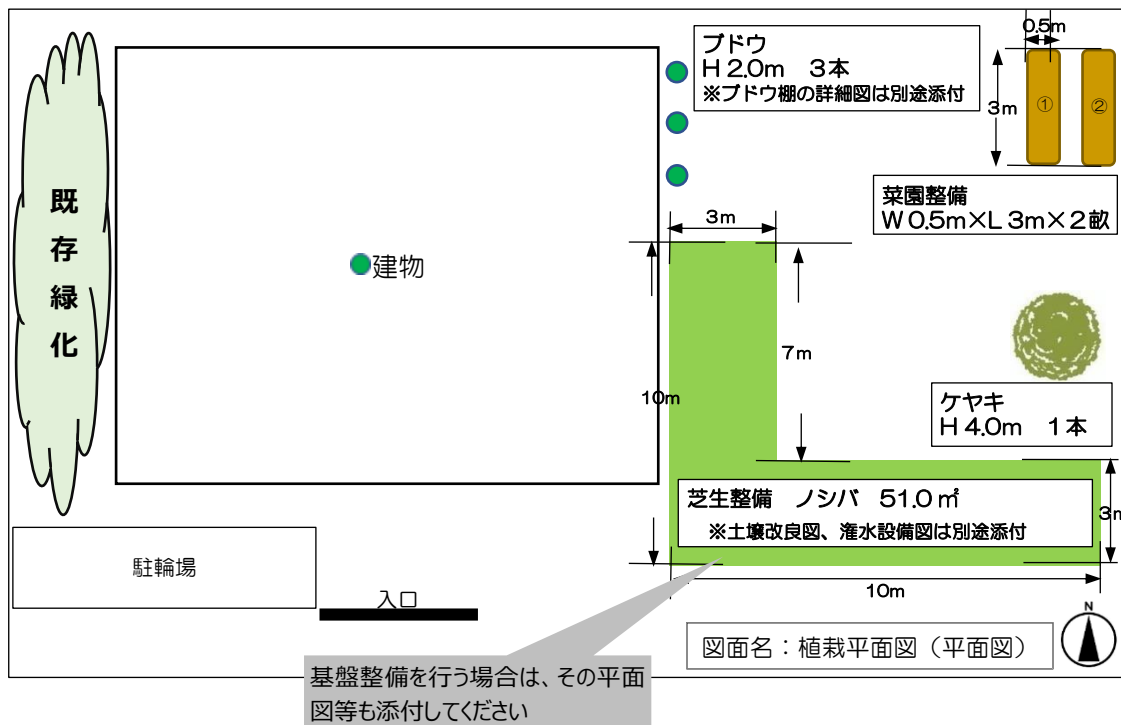 ブドウ
H 2.0m 3本
※ブドウ棚の詳細図は別途添付
0.5m
3m
①
②
菜園整備
W 0.5m×L 3m×2畝
既存緑化
建物
3m
7m
10m
ケヤキ
H 4.0m 1本
芝生整備 ノシバ 51.0㎡
※土壌改良図、潅水設備図は別途添付
3m
10m
駐輪場
入口
図面名：植栽平面図（平面図）
N
基盤整備を行う場合は、その平面
図等も添付してください